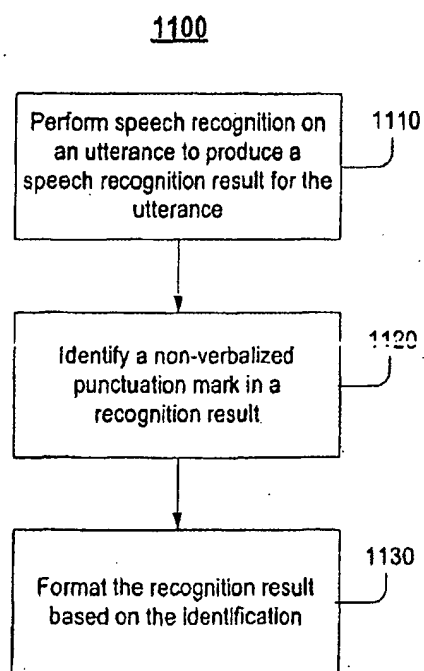 1100
Perform speech recognition on
an utterance to produce a
speech recognition result for the
utterance
1110
Identify a non-verbalized
punctuation mark in a
recognition result
1120
Format the recognition result
based on the identification
1130